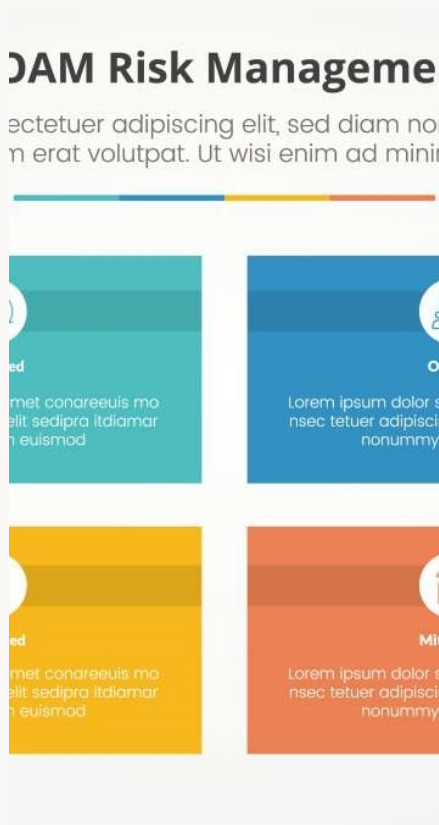 OAM Risk Manageme
ectetuer adipiscing elit, sed diam no
m erat volutpat. Ut wisi enim ad mini
ed
met conareeuis mo
elit sedipra itdiamar
euismod
O
Lorem ipsum dolor s
nsec tetuer adipisci
nonummy
ed
met conareeuis mo
elit sedipra itdiamar
euismod
Mi
Lorem ipsum dolor s
nsec tetuer adipisci
nonummy